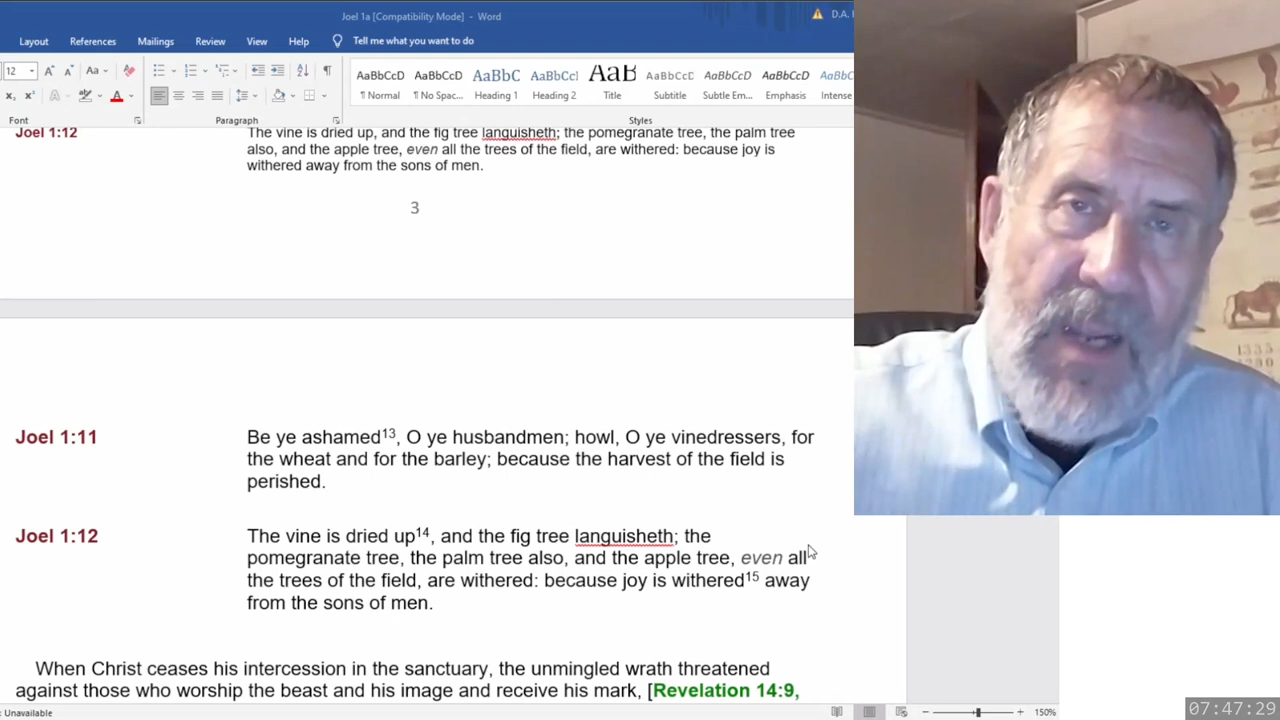 Joel 1a [Compatibility Mode] - Word
D.A.
Layout References Mailings Review View Help Tell me what you want to do
12 Aa
AaBbCcD AaBbCcD AaBbC AaBbCcI AaB AaBbCcD AaBbCcD AaBbCcD AaBbC
¶ Normal ¶ No Spac... Heading 1 Heading 2 Title Subtitle Subtle Em... Emphasis Intense
Font Paragraph Styles
Joel 1:12 The vine is dried up, and the fig tree languisheth; the pomegranate tree, the palm tree
also, and the apple tree, even all the trees of the field, are withered: because joy is
withered away from the sons of men.
3
Joel 1:11 Be ye ashamed13, O ye husbandmen; howl, O ye vinedressers, for
the wheat and for the barley; because the harvest of the field is
perished.
Joel 1:12 The vine is dried up14, and the fig tree languisheth; the
pomegranate tree, the palm tree also, and the apple tree, even all
the trees of the field, are withered: because joy is withered15 away
from the sons of men.
When Christ ceases his intercession in the sanctuary, the unmingled wrath threatened
against those who worship the beast and his image and receive his mark, [Revelation 14:9,
: Unavailable 150%
07:47:29